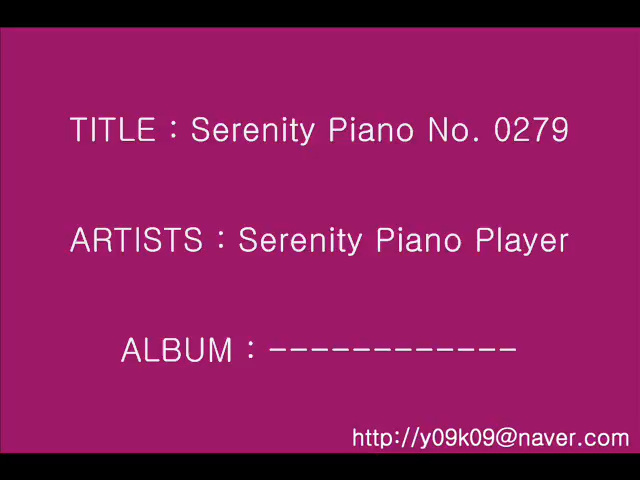 TITLE : Serenity Piano No. 0279
ARTISTS : Serenity Piano Player
ALBUM : ------------
http://y09k09@naver.com